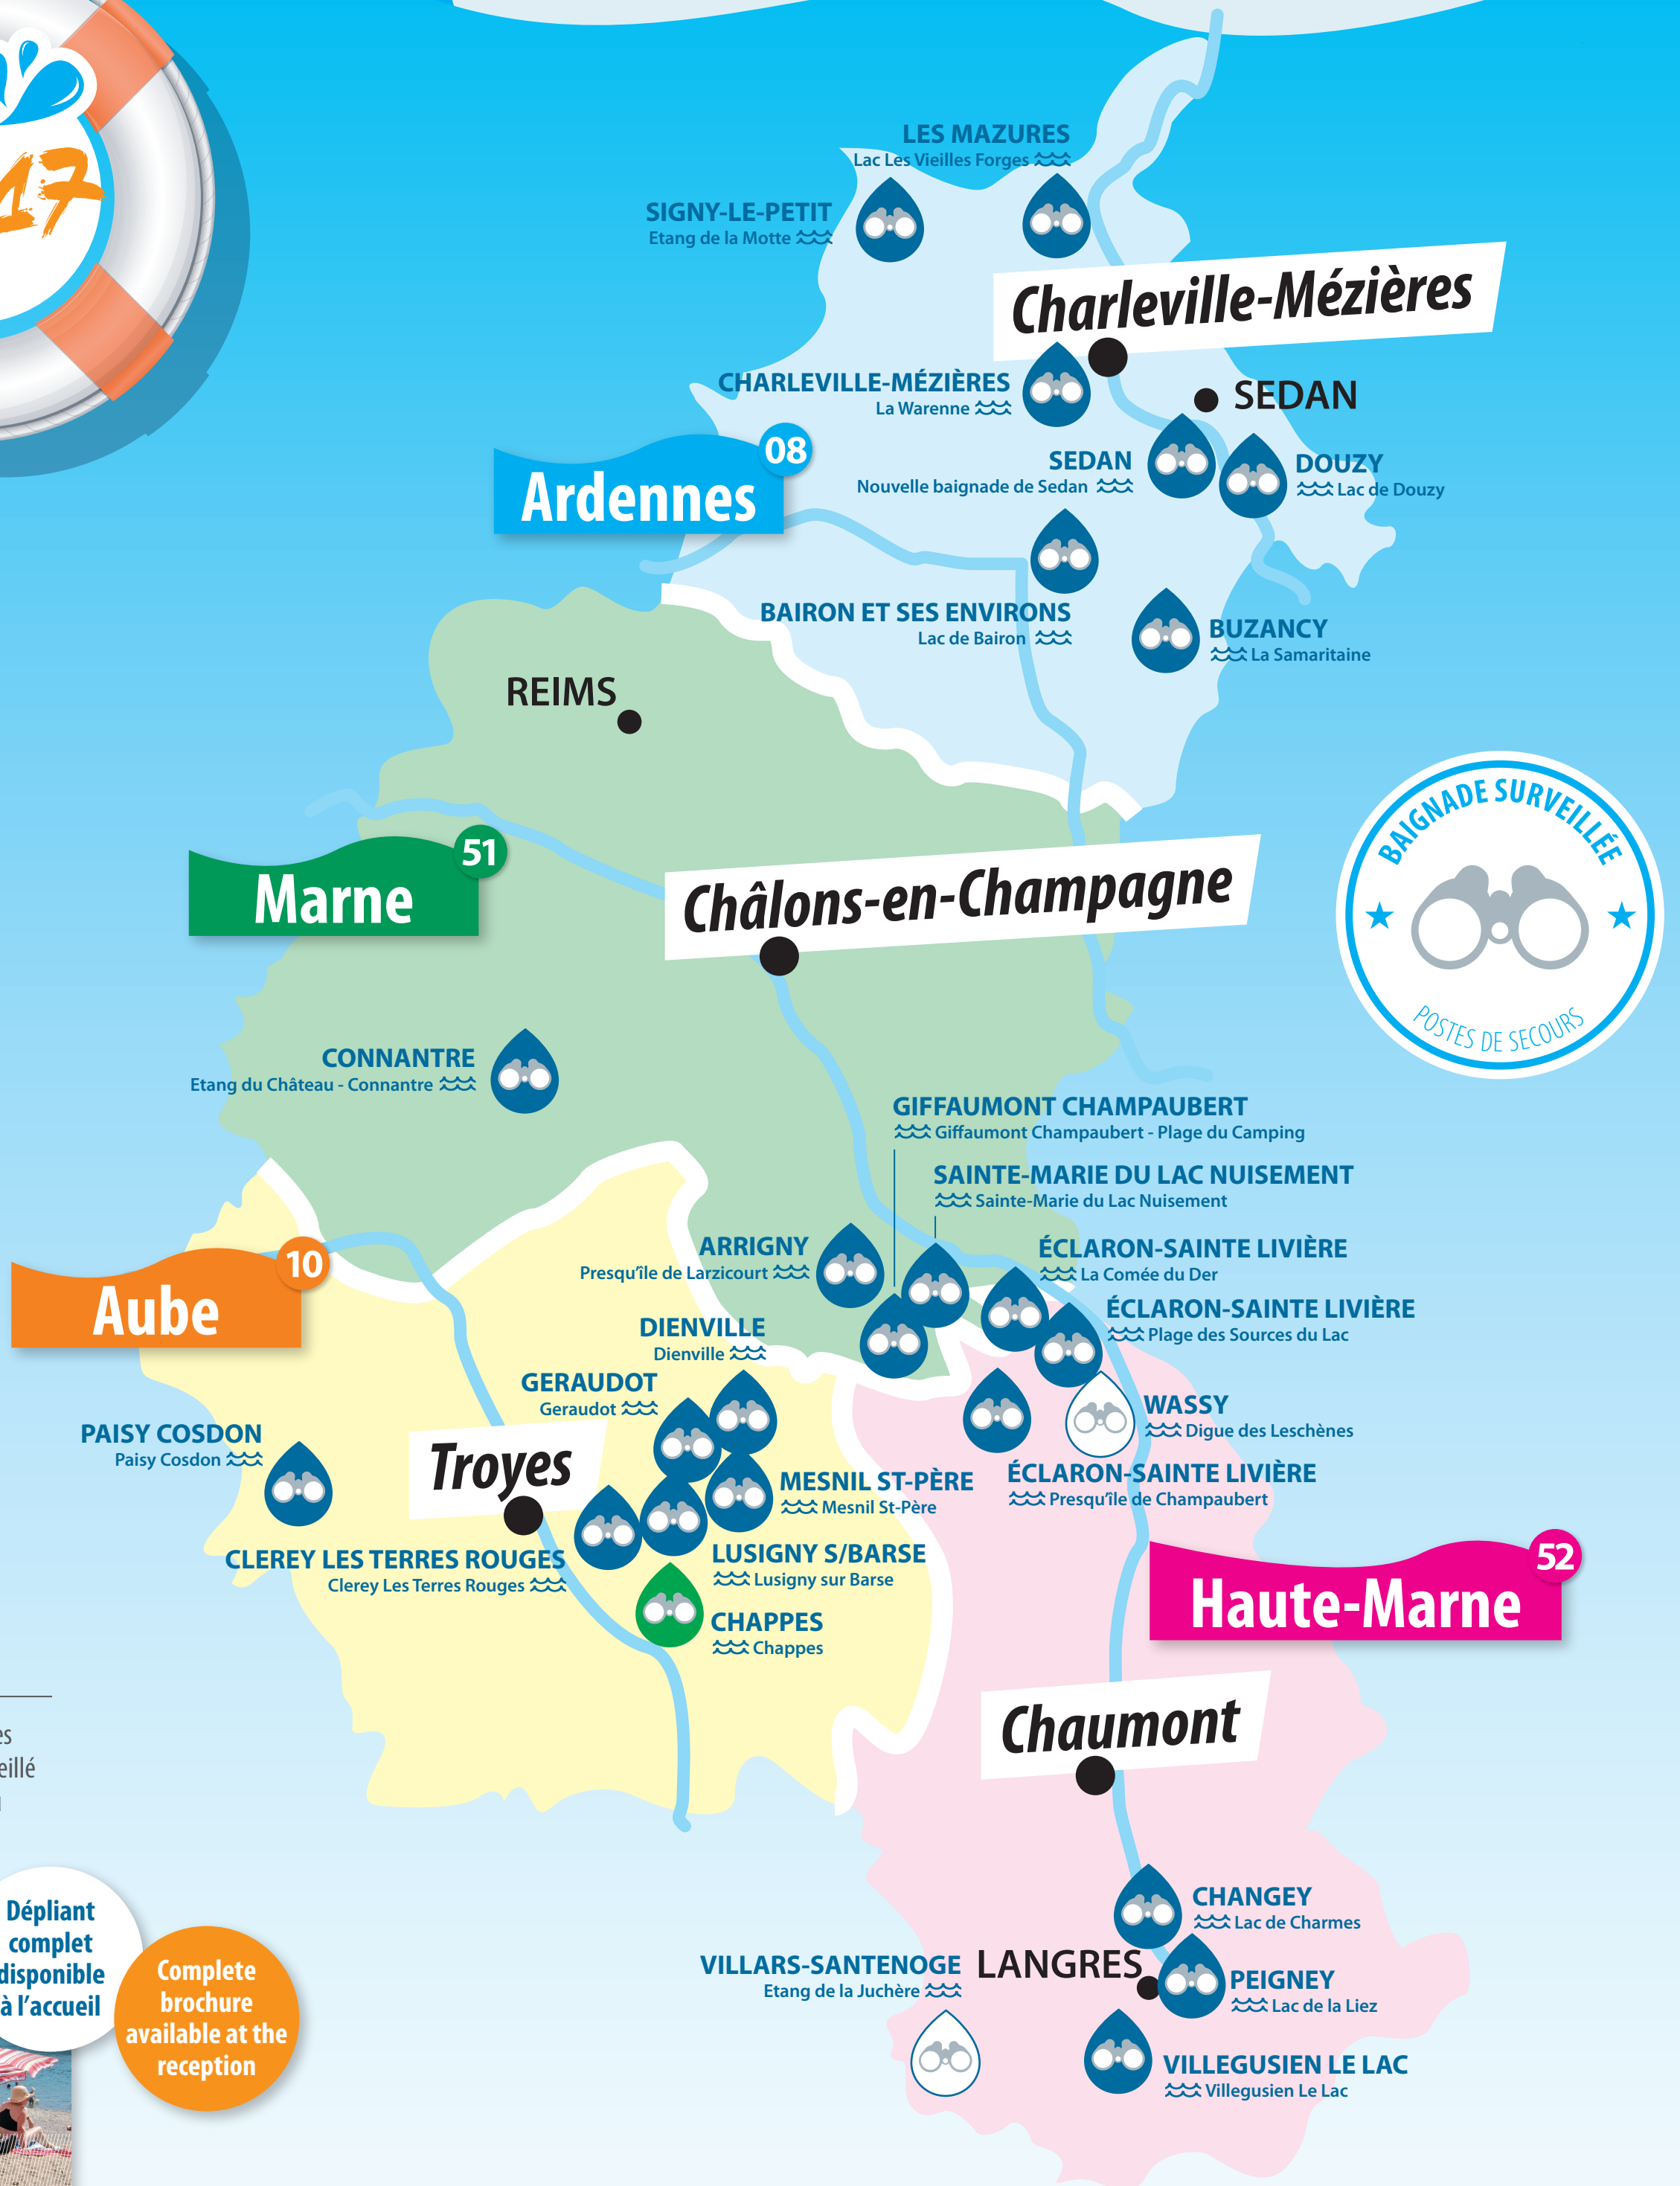 17
LES MAZURES
Lac Les Vieilles Forges
SIGNY-LE-PETIT
Etang de la Motte
Charleville-Mézières
CHARLEVILLE-MÉZIÈRES
La Warenne
SEDAN
08
Ardennes
SEDAN
Nouvelle baignade de Sedan
DOUZY
Lac de Douzy
BAIRON ET SES ENVIRONS
Lac de Bairon
BUZANCY
La Samaritaine
REIMS
BAIGNADE SURVEILLÉE
POSTES DE SECOURS
51
Marne
Châlons-en-Champagne
CONNANTRE
Etang du Château - Connantre
GIFFAUMONT CHAMPAUBERT
Giffaumont Champaubert - Plage du Camping
SAINTE-MARIE DU LAC NUISEMENT
Sainte-Marie du Lac Nuisement
ARRIGNY
Presqu'île de Larzicourt
ÉCLARON-SAINTE LIVIÈRE
La Comée du Der
10
Aube
ÉCLARON-SAINTE LIVIÈRE
Plage des Sources du Lac
DIENVILLE
Dienville
GERAUDOT
Geraudot
WASSY
Digue des Leschènes
PAISY COSDON
Paisy Cosdon
Troyes
MESNIL ST-PÈRE
Mesnil St-Père
ÉCLARON-SAINTE LIVIÈRE
Presqu'île de Champaubert
CLEREY LES TERRES ROUGES
Clerey Les Terres Rouges
LUSIGNY S/BARSE
Lusigny sur Barse
52
Haute-Marne
CHAPPES
Chappes
Chaumont
es
eillé
CHANGEY
Lac de Charmes
Dépliant
complet
disponible
à l'accueil
Complete
brochure
available at the
reception
VILLARS-SANTENOGE
Etang de la Juchère
LANGRES
PEIGNEY
Lac de la Liez
VILLEGUSIEN LE LAC
Villegusien Le Lac